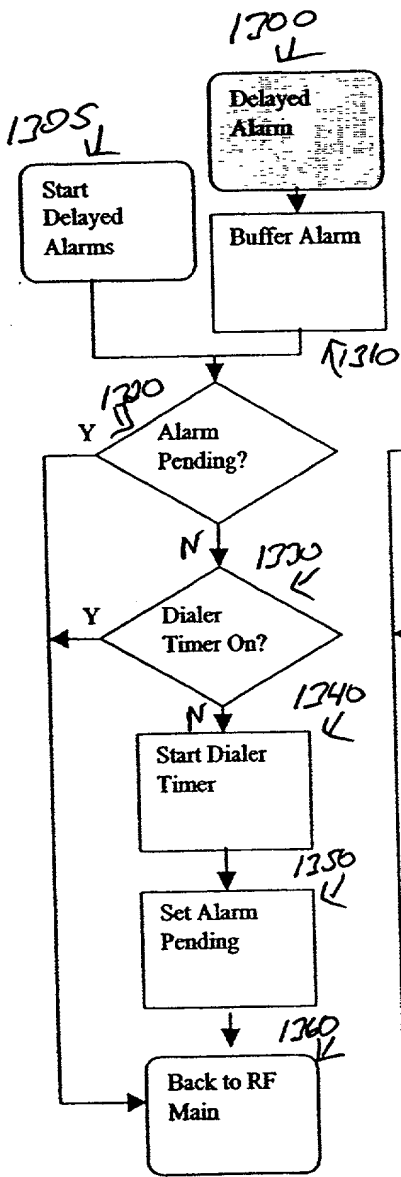 1300
Delayed
Alarm
1305
Start
Delayed
Alarms
Buffer Alarm
1310
1320
Y
Alarm
Pending?
N
1330
Y
Dialer
Timer On?
N
1340
Start Dialer
Timer
1350
Set Alarm
Pending
1360
Back to RF
Main